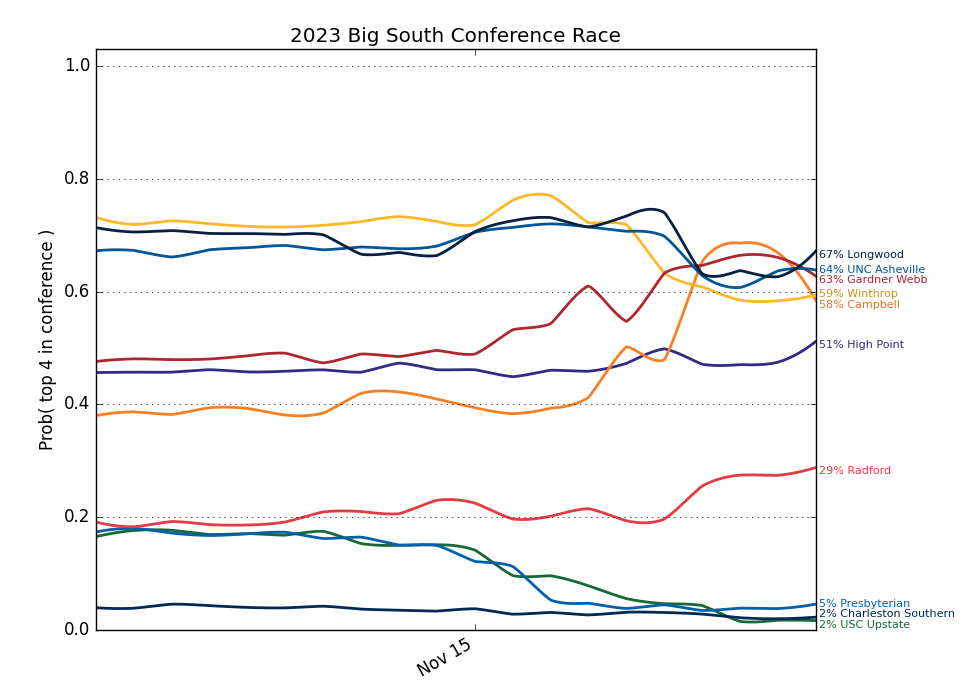 2023 Big South Conference Race
Prob( top 4 in conference )
1.0
0.8
0.6
0.4
0.2
0.0
Nov 15
67% Longwood
64% UNC Asheville
63% Gardner Webb
59% Winthrop
58% Campbell
51% High Point
29% Radford
5% Presbyterian
2% Charleston Southern
2% USC Upstate